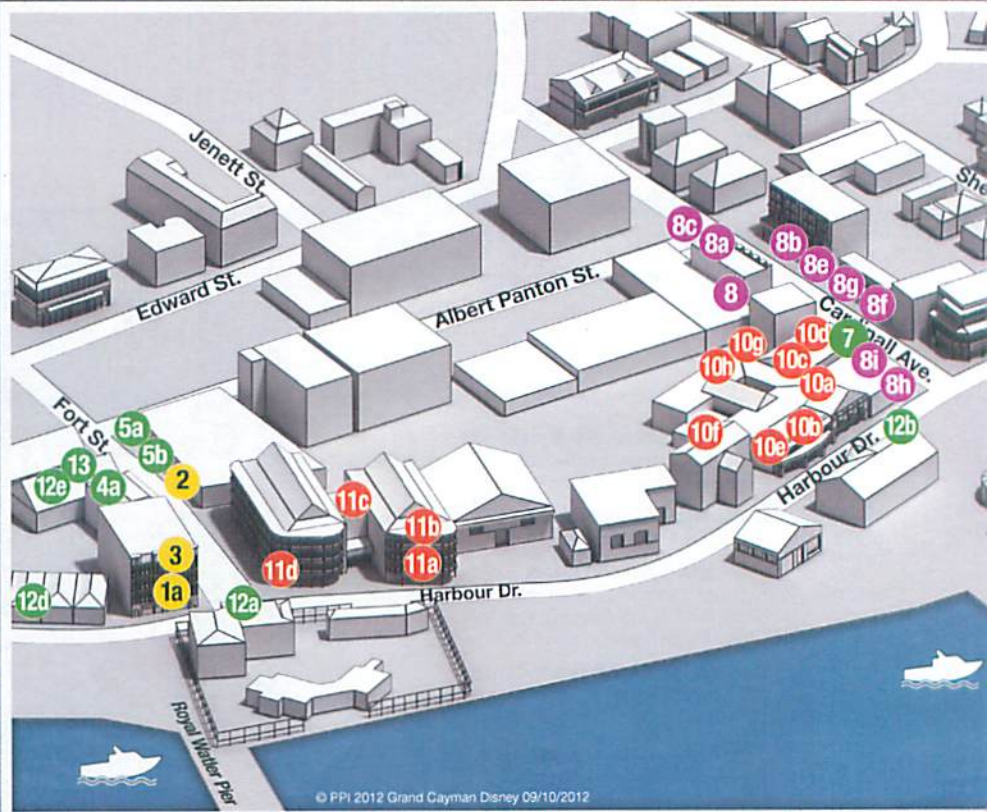 Jenett St.
She
8c
8a
8b
8e
8g
8f
Edward St.
Albert Panton St.
8
Cardinall Ave.
10g
10d
7
10h
10c
8i
10a
8h
Fort St.
5a
5b
13
12e
4a
2
10f
10e
10b
12b
Harbour Dr.
11c
11b
3
11d
11a
1a
12d
12a
Harbour Dr.
Royal Watler Pier
© PPI 2012 Grand Cayman Disney 09/10/2012